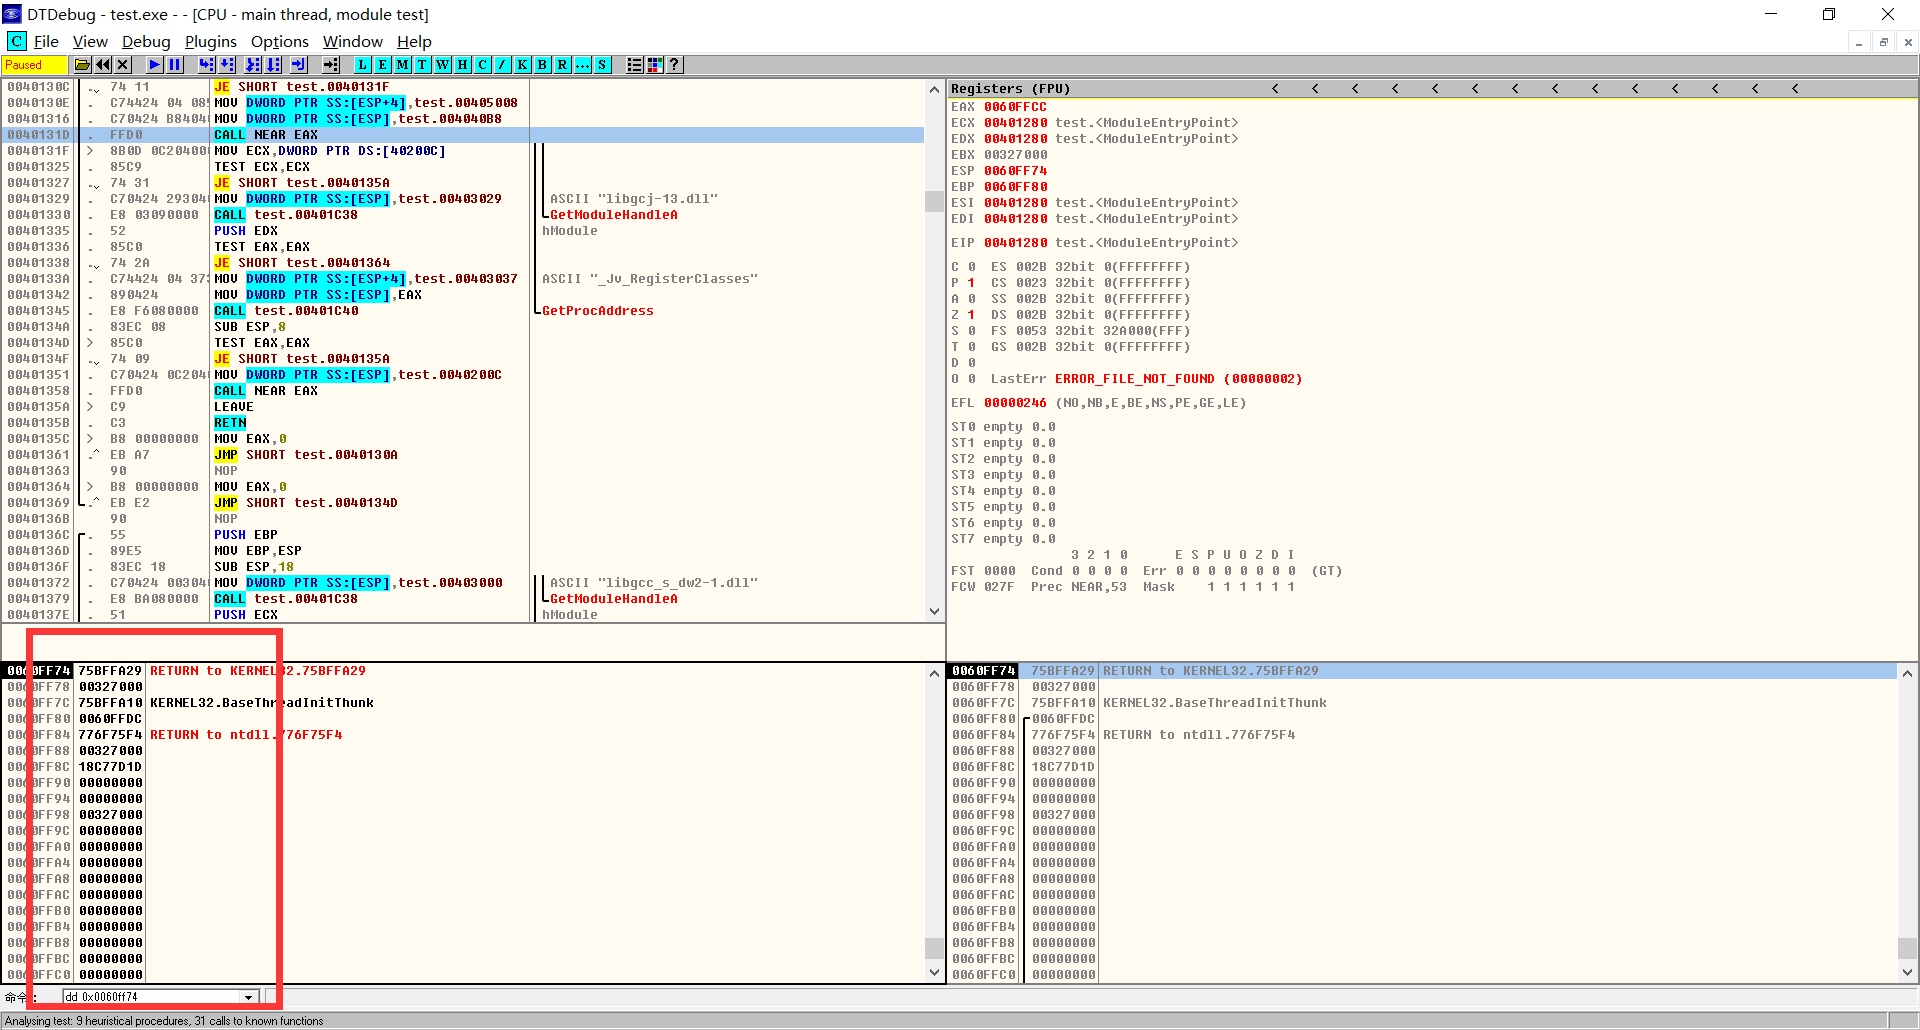 DTDebug - test.exe - - [CPU - main thread, module test]
C File View Debug Plugins Options Window Help
Paused L E M T W H C / K B R ... S ?
0040130C . 74 11 JE SHORT test.0040131F
0040130E . C74424 04 08 MOV DWORD PTR SS:[ESP+4],test.00405008
00401316 . C70424 B8404 MOV DWORD PTR SS:[ESP],test.004040B8
0040131D . FFD0 CALL NEAR EAX
0040131F > 8B0D 0C20400 MOV ECX,DWORD PTR DS:[40200C]
00401325 . 85C9 TEST ECX,ECX
00401327 . 74 31 JE SHORT test.0040135A
00401329 . C70424 29304 MOV DWORD PTR SS:[ESP],test.00403029 ASCII "libgcj-13.dll"
00401330 . E8 03090000 CALL test.00401C38 GetModuleHandleA
00401335 . 52 PUSH EDX hModule
00401336 . 85C0 TEST EAX,EAX
00401338 . 74 2A JE SHORT test.00401364
0040133A . C74424 04 37 MOV DWORD PTR SS:[ESP+4],test.00403037 ASCII "_Jv_RegisterClasses"
00401342 . 890424 MOV DWORD PTR SS:[ESP],EAX
00401345 . E8 F6080000 CALL test.00401C40 GetProcAddress
0040134A . 83EC 08 SUB ESP,8
0040134D > 85C0 TEST EAX,EAX
0040134F . 74 09 JE SHORT test.0040135A
00401351 . C70424 0C204 MOV DWORD PTR SS:[ESP],test.0040200C
00401358 . FFD0 CALL NEAR EAX
0040135A > C9 LEAVE
0040135B . C3 RETN
0040135C > B8 00000000 MOV EAX,0
00401361 .^ EB A7 JMP SHORT test.0040130A
00401363 90 NOP
00401364 > B8 00000000 MOV EAX,0
00401369 .^ EB E2 JMP SHORT test.0040134D
0040136B 90 NOP
0040136C . 55 PUSH EBP
0040136D . 89E5 MOV EBP,ESP
0040136F . 83EC 18 SUB ESP,18
00401372 . C70424 00304 MOV DWORD PTR SS:[ESP],test.00403000 ASCII "libgcc_s_dw2-1.dll"
00401379 . E8 BA080000 CALL test.00401C38 GetModuleHandleA
0040137E . 51 PUSH ECX hModule
Registers (FPU) < < < < < < < < < < < < < <
EAX 0060FFCC
ECX 00401280 test.<ModuleEntryPoint>
EDX 00401280 test.<ModuleEntryPoint>
EBX 00327000
ESP 0060FF74
EBP 0060FF80
ESI 00401280 test.<ModuleEntryPoint>
EDI 00401280 test.<ModuleEntryPoint>
EIP 00401280 test.<ModuleEntryPoint>
C 0 ES 002B 32bit 0(FFFFFFFF)
P 1 CS 0023 32bit 0(FFFFFFFF)
A 0 SS 002B 32bit 0(FFFFFFFF)
Z 1 DS 002B 32bit 0(FFFFFFFF)
S 0 FS 0053 32bit 32A000(FFF)
T 0 GS 002B 32bit 0(FFFFFFFF)
D 0
O 0 LastErr ERROR_FILE_NOT_FOUND (00000002)
EFL 00000246 (NO,NB,E,BE,NS,PE,GE,LE)
ST0 empty 0.0
ST1 empty 0.0
ST2 empty 0.0
ST3 empty 0.0
ST4 empty 0.0
ST5 empty 0.0
ST6 empty 0.0
ST7 empty 0.0
3 2 1 0 E S P U O Z D I
FST 0000 Cond 0 0 0 0 Err 0 0 0 0 0 0 0 0 (GT)
FCW 027F Prec NEAR,53 Mask 1 1 1 1 1 1
0060FF74 75BFFA29 RETURN to KERNEL32.75BFFA29
0060FF78 00327000
0060FF7C 75BFFA10 KERNEL32.BaseThreadInitThunk
0060FF80 0060FFDC
0060FF84 776F75F4 RETURN to ntdll.776F75F4
0060FF88 00327000
0060FF8C 18C77D1D
0060FF90 00000000
0060FF94 00000000
0060FF98 00327000
0060FF9C 00000000
0060FFA0 00000000
0060FFA4 00000000
0060FFA8 00000000
0060FFAC 00000000
0060FFB0 00000000
0060FFB4 00000000
0060FFB8 00000000
0060FFBC 00000000
0060FFC0 00000000
0060FF74 75BFFA29 RETURN to KERNEL32.75BFFA29
0060FF78 00327000
0060FF7C 75BFFA10 KERNEL32.BaseThreadInitThunk
0060FF80 0060FFDC
0060FF84 776F75F4 RETURN to ntdll.776F75F4
0060FF88 00327000
0060FF8C 18C77D1D
0060FF90 00000000
0060FF94 00000000
0060FF98 00327000
0060FF9C 00000000
0060FFA0 00000000
0060FFA4 00000000
0060FFA8 00000000
0060FFAC 00000000
0060FFB0 00000000
0060FFB4 00000000
0060FFB8 00000000
0060FFBC 00000000
0060FFC0 00000000
命令: dd 0x0060ff74
Analysing test: 9 heuristical procedures, 31 calls to known functions